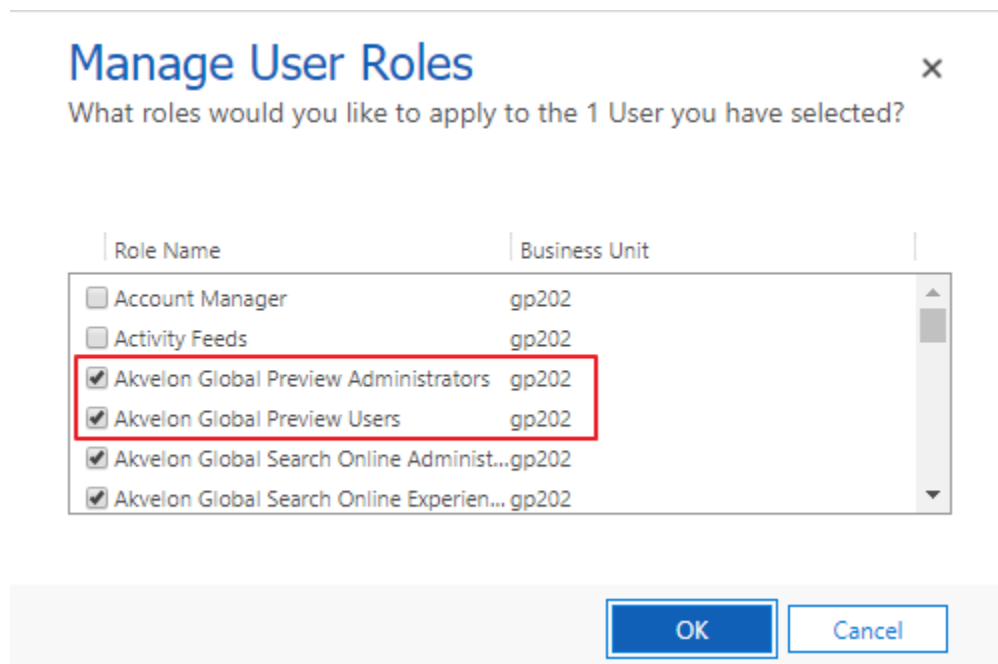 Manage User Roles
What roles would you like to apply to the 1 User you have selected?
Role Name Business Unit
Account Manager gp202
Activity Feeds gp202
Akvelon Global Preview Administrators gp202
Akvelon Global Preview Users gp202
Akvelon Global Search Online Administ...gp202
Akvelon Global Search Online Experien... gp202
OK Cancel